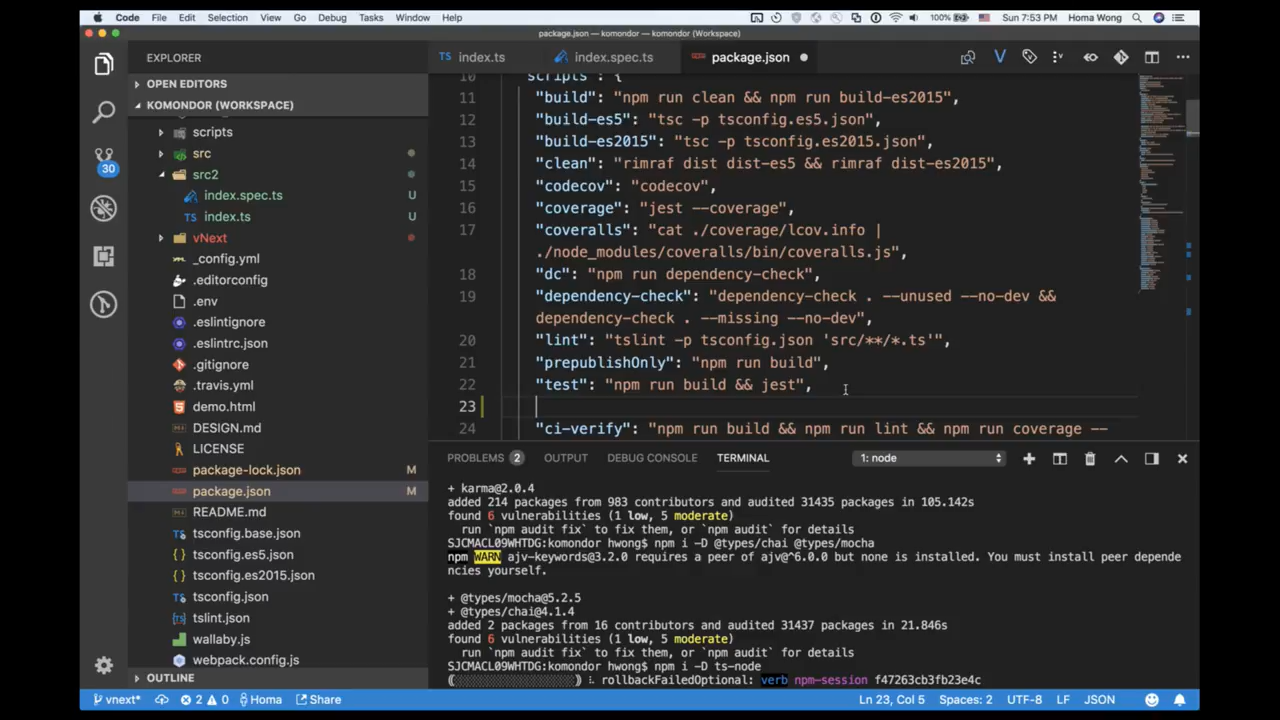 Code File Edit Selection View Go Debug Tasks Window Help 100% Sun 7:53 PM Homa Wong
package.json — komondor — komondor (Workspace)
EXPLORER
OPEN EDITORS
KOMONDOR (WORKSPACE)
scripts
src
src2
index.spec.ts U
index.ts U
vNext
_config.yml
.editorconfig
.env
.eslintignore
.eslintrc.json
.gitignore
.travis.yml
demo.html
DESIGN.md
LICENSE
package-lock.json M
package.json M
README.md
tsconfig.base.json
tsconfig.es5.json
tsconfig.es2015.json
tsconfig.json
tslint.json
wallaby.js
webpack.config.js
OUTLINE
30
TS index.ts index.spec.ts package.json
10 scripts : {
11 "build": "npm run clean && npm run build-es2015",
12 "build-es5": "tsc -p tsconfig.es5.json",
13 "build-es2015": "tsc -p tsconfig.es2015.json",
14 "clean": "rimraf dist dist-es5 && rimraf dist-es2015",
15 "codecov": "codecov",
16 "coverage": "jest --coverage",
17 "coveralls": "cat ./coverage/lcov.info |
./node_modules/coveralls/bin/coveralls.js",
18 "dc": "npm run dependency-check",
19 "dependency-check": "dependency-check . --unused --no-dev &&
dependency-check . --missing --no-dev",
20 "lint": "tslint -p tsconfig.json 'src/**/*.ts'",
21 "prepublishOnly": "npm run build",
22 "test": "npm run build && jest",
23
24 "ci-verify": "npm run build && npm run lint && npm run coverage --
PROBLEMS 2 OUTPUT DEBUG CONSOLE TERMINAL 1: node
+ karma@2.0.4
added 214 packages from 983 contributors and audited 31435 packages in 105.142s
found 6 vulnerabilities (1 low, 5 moderate)
run `npm audit fix` to fix them, or `npm audit` for details
SJCMACL09WHTDG:komondor hwong$ npm i -D @types/chai @types/mocha
npm WARN ajv-keywords@3.2.0 requires a peer of ajv@^6.0.0 but none is installed. You must install peer depende
ncies yourself.
+ @types/mocha@5.2.5
+ @types/chai@4.1.4
added 2 packages from 16 contributors and audited 31437 packages in 21.846s
found 6 vulnerabilities (1 low, 5 moderate)
run `npm audit fix` to fix them, or `npm audit` for details
SJCMACL09WHTDG:komondor hwong$ npm i -D ts-node
rollbackFailedOptional: verb npm-session f47263cb3fb23e4c
vnext* 2 0 Homa Share Ln 23, Col 5 Spaces: 2 UTF-8 LF JSON